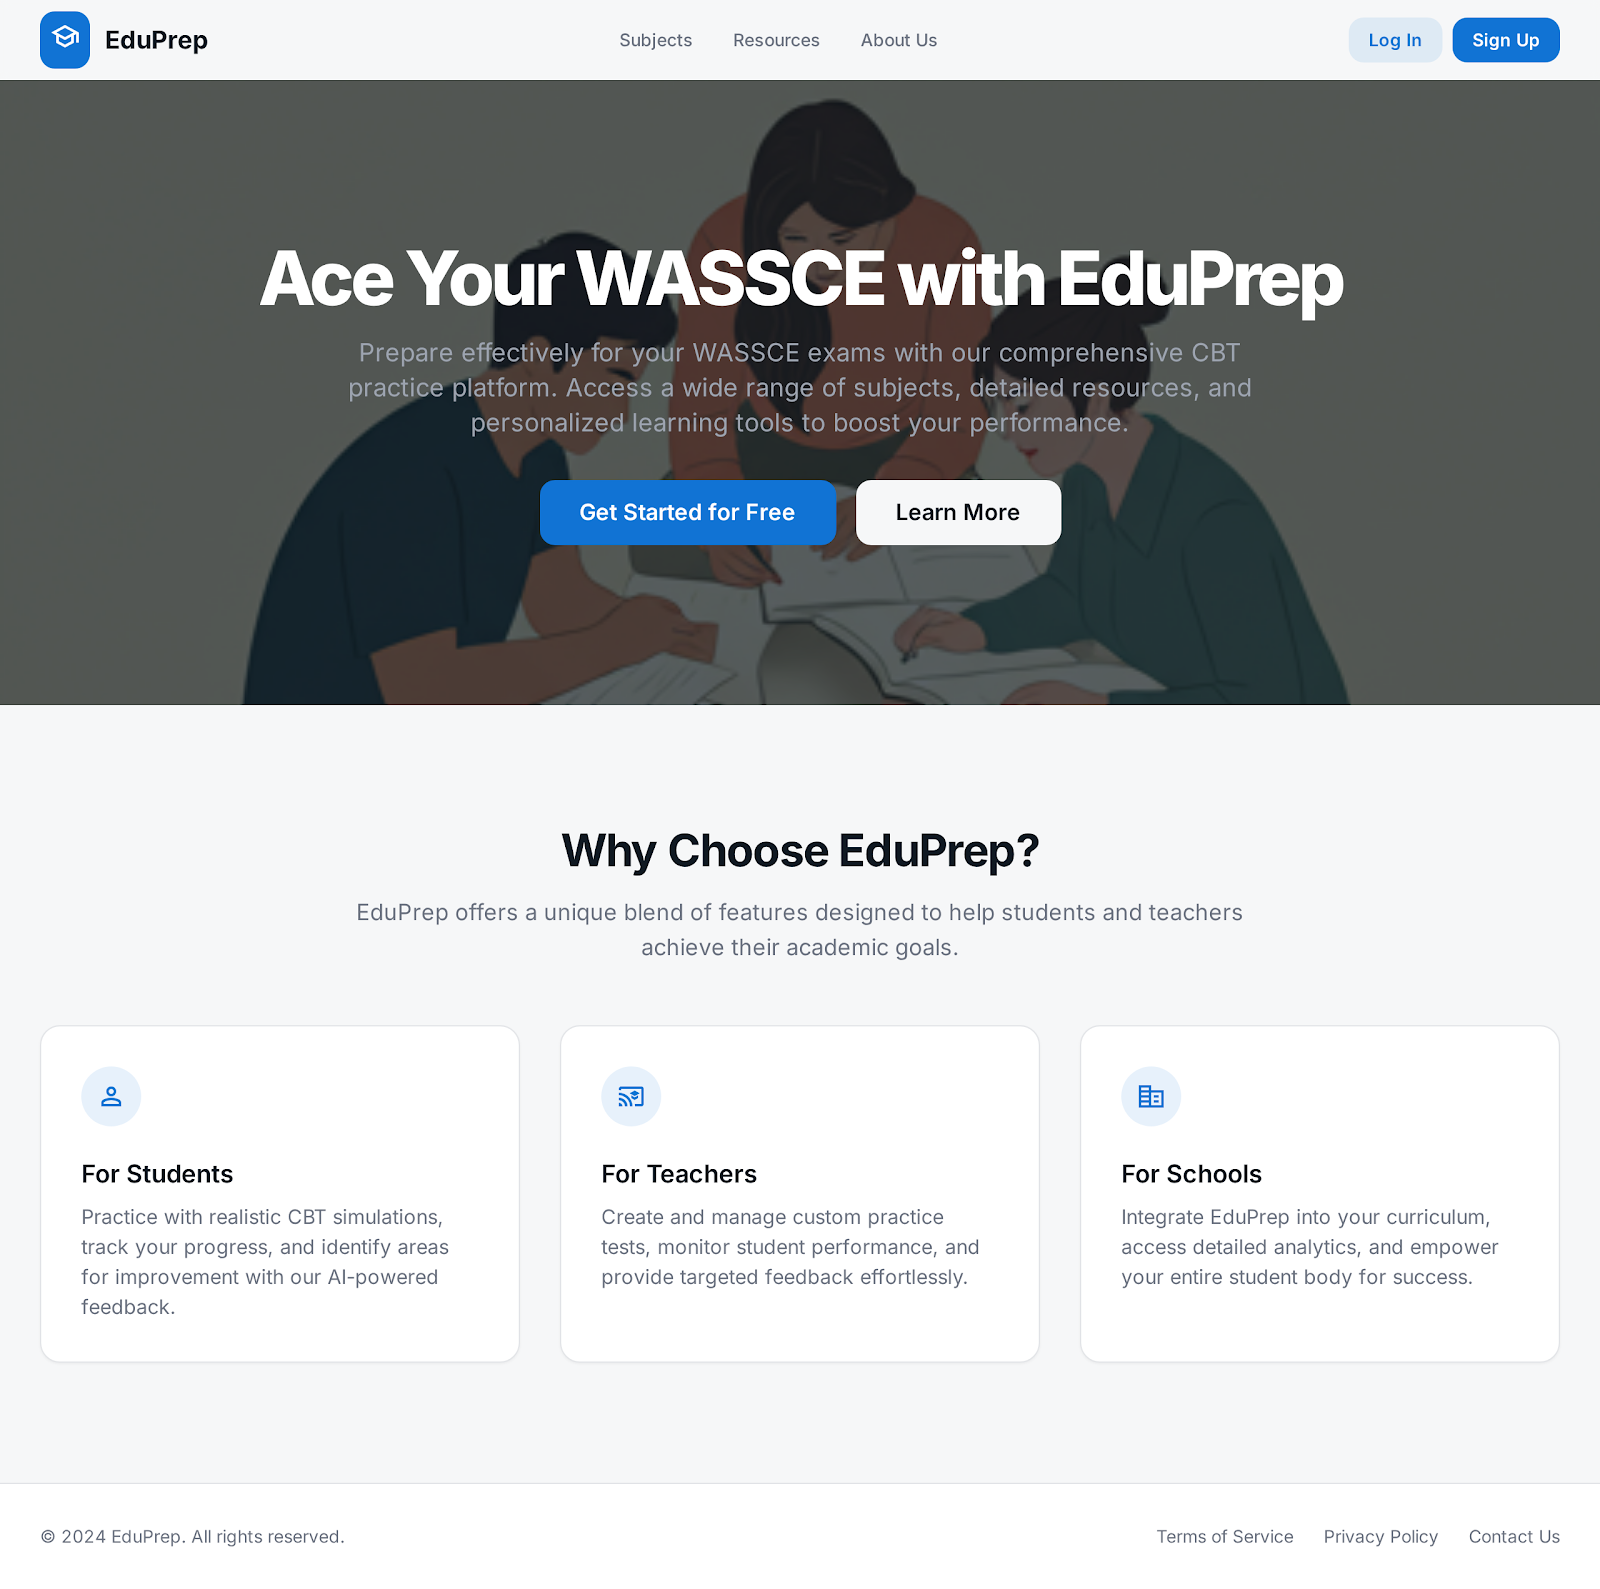 EduPrep
Subjects
Resources
About Us
Log In
Sign Up
Ace Your WASSCE with EduPrep
Prepare effectively for your WASSCE exams with our comprehensive CBT
practice platform. Access a wide range of subjects, detailed resources, and
personalized learning tools to boost your performance.
Get Started for Free
Learn More
Why Choose EduPrep?
EduPrep offers a unique blend of features designed to help students and teachers
achieve their academic goals.
For Students
Practice with realistic CBT simulations,
track your progress, and identify areas
for improvement with our AI-powered
feedback.
For Teachers
Create and manage custom practice
tests, monitor student performance, and
provide targeted feedback effortlessly.
For Schools
Integrate EduPrep into your curriculum,
access detailed analytics, and empower
your entire student body for success.
© 2024 EduPrep. All rights reserved.
Terms of Service
Privacy Policy
Contact Us